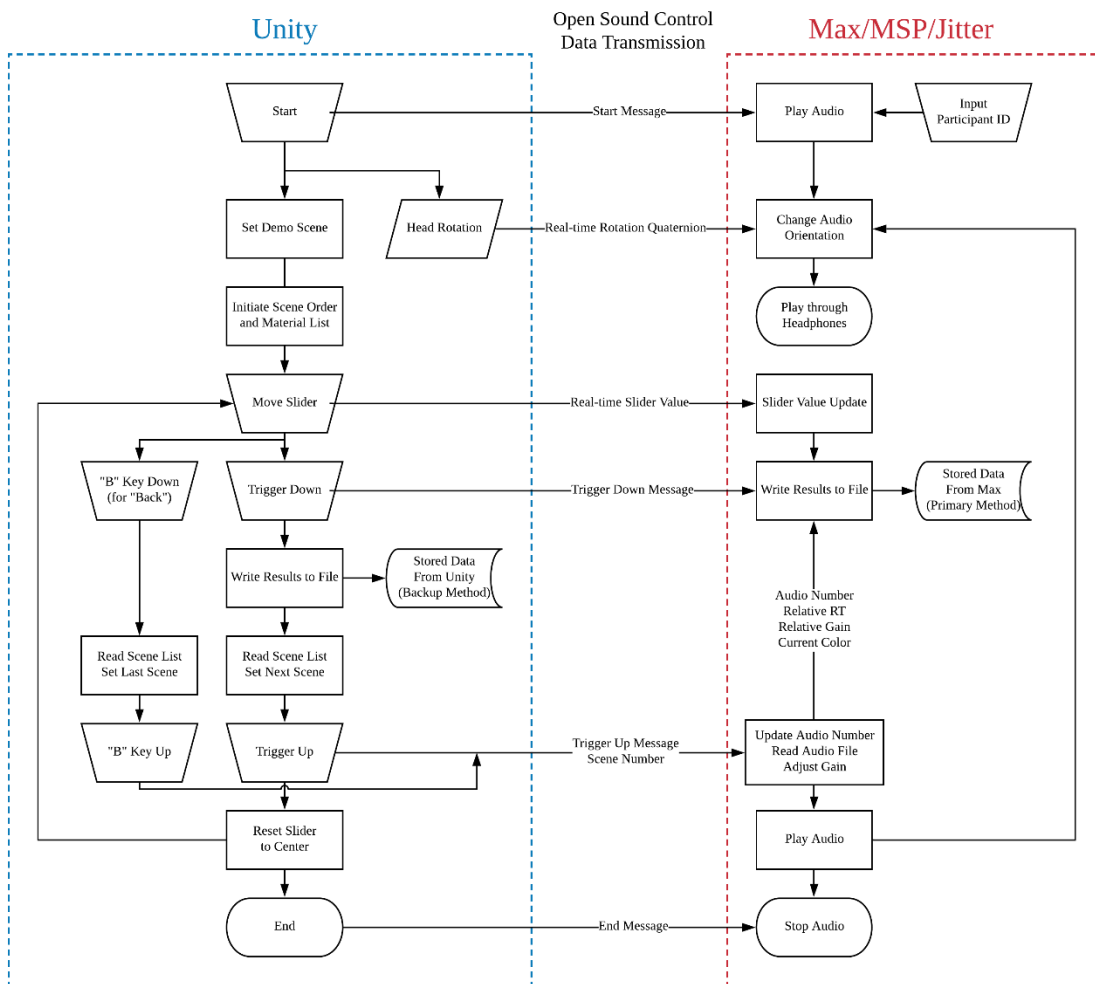 Unity
Open Sound Control
Data Transmission
Max/MSP/Jitter
Start
Start Message
Play Audio
Input
Participant ID
Set Demo Scene
Head Rotation
Real-time Rotation Quaternion
Change Audio
Orientation
Initiate Scene Order
and Material List
Play through
Headphones
Move Slider
Real-time Slider Value
Slider Value Update
"B" Key Down
(for "Back")
Trigger Down
Trigger Down Message
Write Results to File
Stored Data
From Max
(Primary Method)
Write Results to File
Stored Data
From Unity
(Backup Method)
Audio Number
Relative RT
Relative Gain
Current Color
Read Scene List
Set Last Scene
Read Scene List
Set Next Scene
"B" Key Up
Trigger Up
Trigger Up Message
Scene Number
Update Audio Number
Read Audio File
Adjust Gain
Reset Slider
to Center
Play Audio
End
End Message
Stop Audio